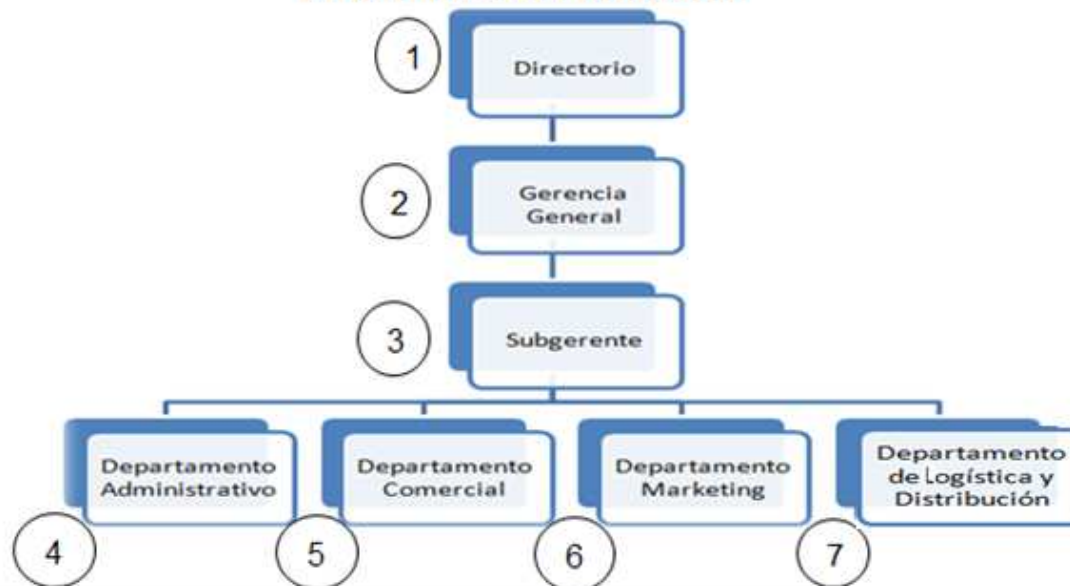 1
Directorio
2
Gerencia
General
3
Subgerente
Departamento
Administrativo
4
Departamento
Comercial
5
Departamento
Marketing
6
Departamento
de Logística y
Distribución
7